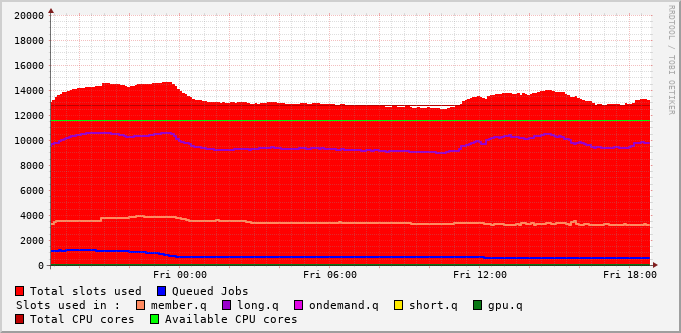 20000
18000
16000
14000
12000
10000
8000
6000
4000
2000
0
Fri 00:00 Fri 06:00 Fri 12:00 Fri 18:00
Total slots used Queued Jobs
Slots used in : member.q long.q ondemand.q short.q gpu.q
Total CPU cores Available CPU cores
RRDTOOL / TOBI OETIKER